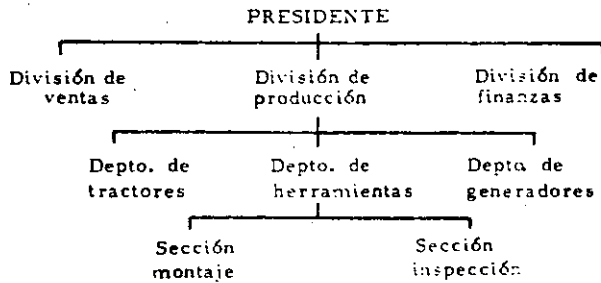 PRESIDENTE
División de
ventas
División de
producción
División de
finanzas
Depto. de
tractores
Depto. de
herramientas
Depto. de
generadores
Sección
montaje
Sección
inspección